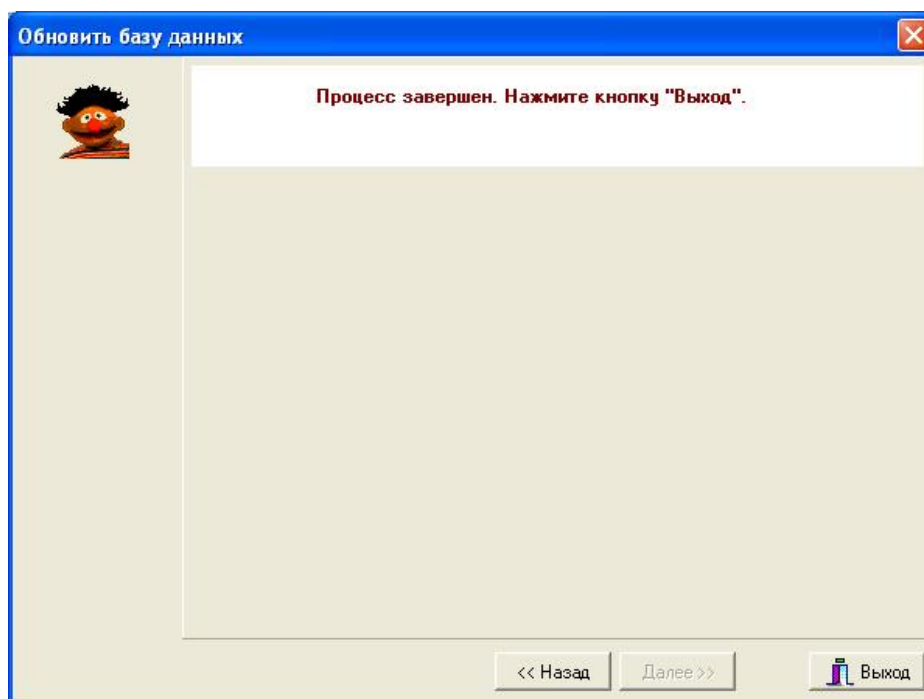 Обновить базу данных
Процесс завершен. Нажмите кнопку "Выход".
<< Назад
Далее >>
Выход